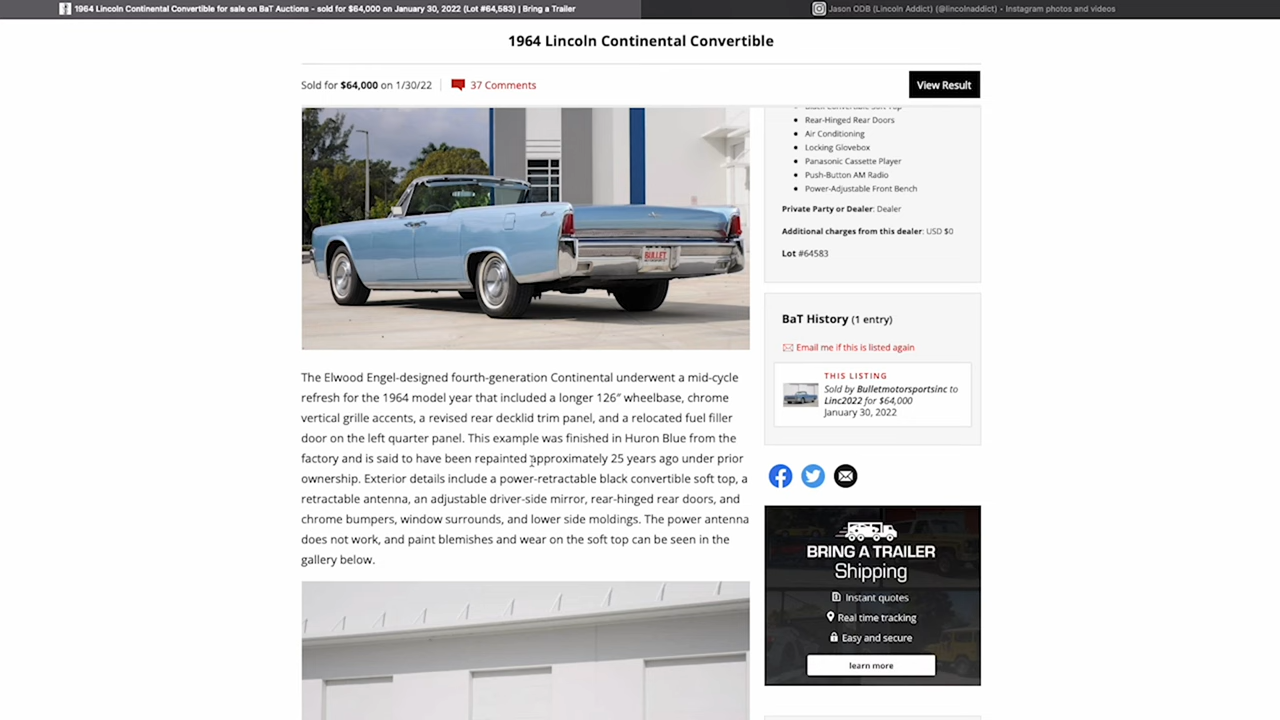 1964 Lincoln Continental Convertible for sale on BaT Auctions - sold for $64,000 on January 30, 2022 (Lot #64,583) | Bring a Trailer
Jason ODB (Lincoln Addict) (@lincolnaddict) • Instagram photos and videos
1964 Lincoln Continental Convertible
Sold for $64,000 on 1/30/22
37 Comments
View Result
BULLET
The Elwood Engel-designed fourth-generation Continental underwent a mid-cycle
refresh for the 1964 model year that included a longer 126″ wheelbase, chrome
vertical grille accents, a revised rear decklid trim panel, and a relocated fuel filler
door on the left quarter panel. This example was finished in Huron Blue from the
factory and is said to have been repainted approximately 25 years ago under prior
ownership. Exterior details include a power-retractable black convertible soft top, a
retractable antenna, an adjustable driver-side mirror, rear-hinged rear doors, and
chrome bumpers, window surrounds, and lower side moldings. The power antenna
does not work, and paint blemishes and wear on the soft top can be seen in the
gallery below.
Black Convertible Soft Top
Rear-Hinged Rear Doors
Air Conditioning
Locking Glovebox
Panasonic Cassette Player
Push-Button AM Radio
Power-Adjustable Front Bench
Private Party or Dealer: Dealer
Additional charges from this dealer: USD $0
Lot #64583
BaT History (1 entry)
Email me if this is listed again
THIS LISTING
Sold by Bulletmotorsportsinc to
Linc2022 for $64,000
January 30, 2022
BRING A TRAILER
Shipping
Instant quotes
Real time tracking
Easy and secure
learn more